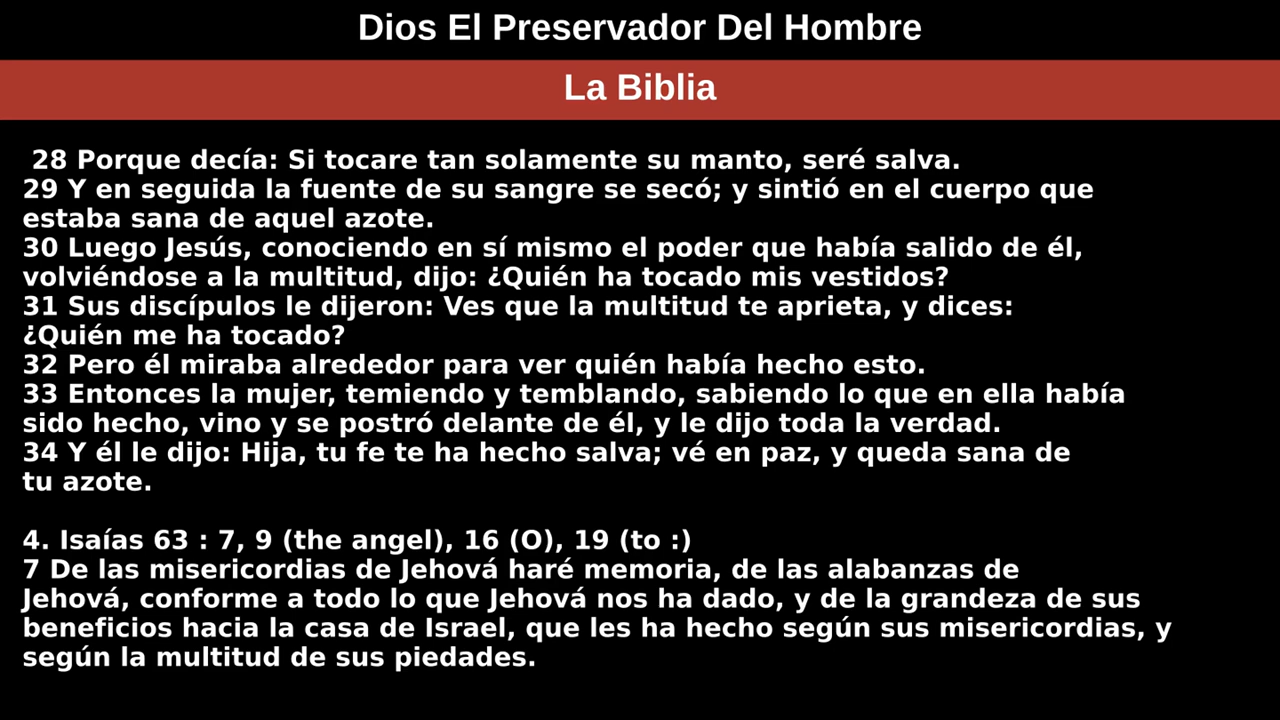 Dios El Preservador Del Hombre
La Biblia
28 Porque decía: Si tocare tan solamente su manto, seré salva.
29 Y en seguida la fuente de su sangre se secó; y sintió en el cuerpo que
estaba sana de aquel azote.
30 Luego Jesús, conociendo en sí mismo el poder que había salido de él,
volviéndose a la multitud, dijo: ¿Quién ha tocado mis vestidos?
31 Sus discípulos le dijeron: Ves que la multitud te aprieta, y dices:
¿Quién me ha tocado?
32 Pero él miraba alrededor para ver quién había hecho esto.
33 Entonces la mujer, temiendo y temblando, sabiendo lo que en ella había
sido hecho, vino y se postró delante de él, y le dijo toda la verdad.
34 Y él le dijo: Hija, tu fe te ha hecho salva; vé en paz, y queda sana de
tu azote.
4. Isaías 63 : 7, 9 (the angel), 16 (O), 19 (to :)
7 De las misericordias de Jehová haré memoria, de las alabanzas de
Jehová, conforme a todo lo que Jehová nos ha dado, y de la grandeza de sus
beneficios hacia la casa de Israel, que les ha hecho según sus misericordias, y
según la multitud de sus piedades.